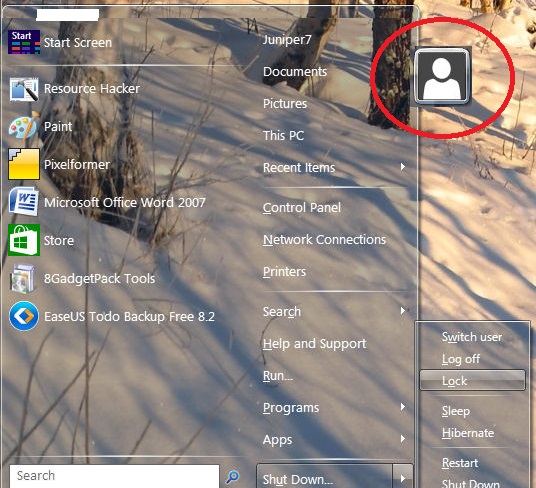 Start
Start Screen
Resource Hacker
Paint
Pixelformer
Microsoft Office Word 2007
Store
8GadgetPack Tools
EaseUS Todo Backup Free 8.2
Search
Juniper7
Documents
Pictures
This PC
Recent Items
Control Panel
Network Connections
Printers
Search
Help and Support
Run...
Programs
Apps
Shut Down...
Switch user
Log off
Lock
Sleep
Hibernate
Restart
Shut Down